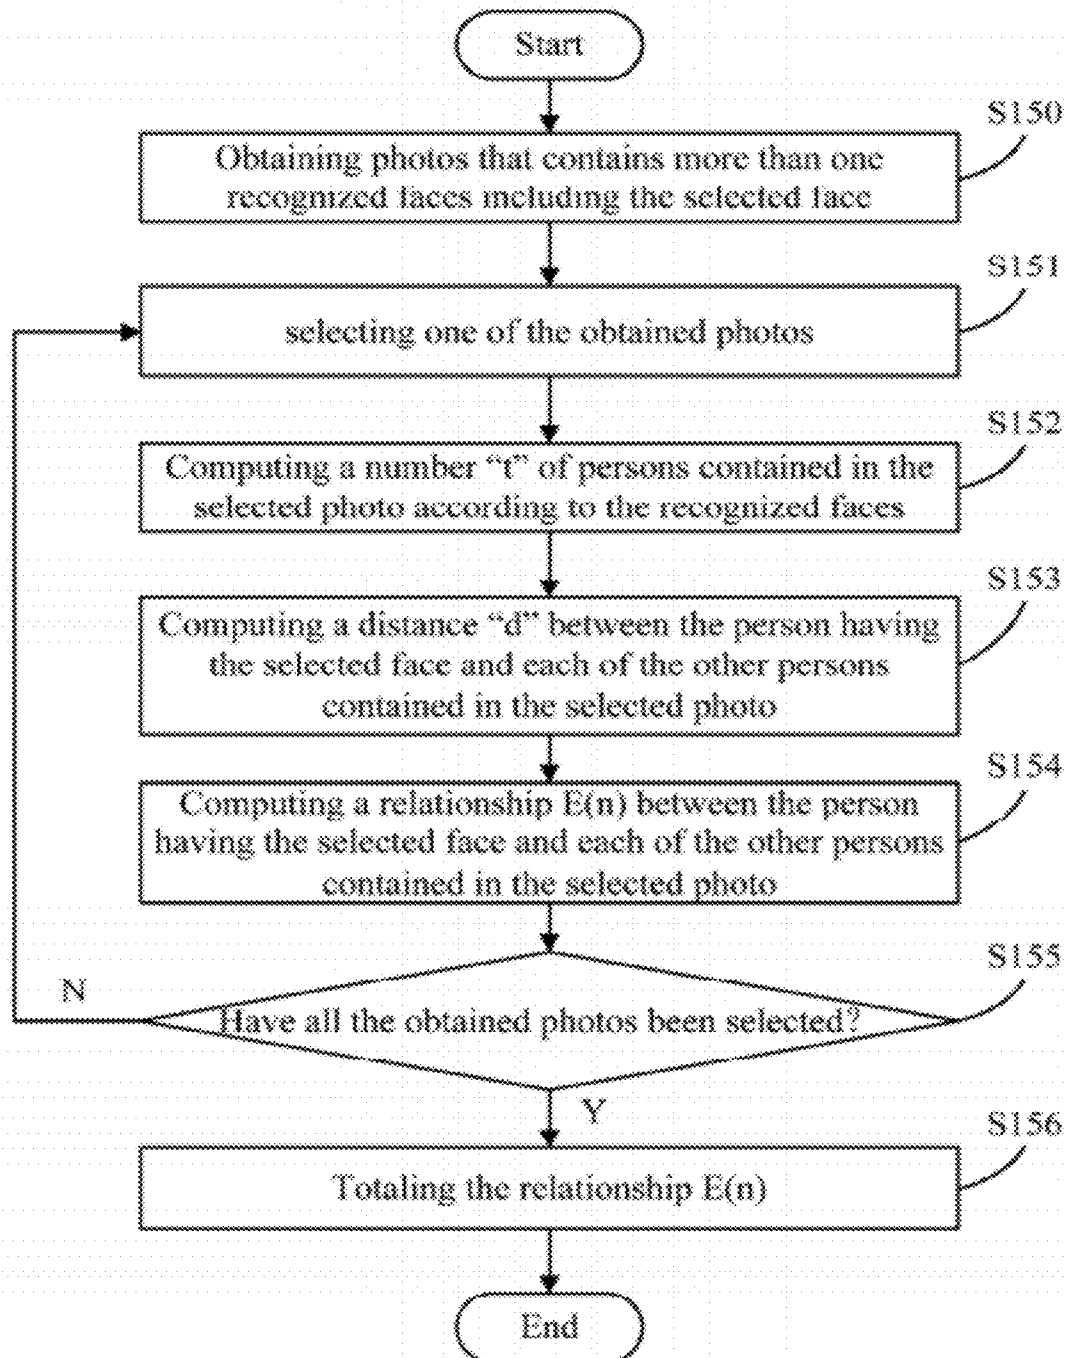 Start
S150
Obtaining photos that contains more than one
recognized faces including the selected face
S151
selecting one of the obtained photos
S152
Computing a number “t” of persons contained in the
selected photo according to the recognized faces
S153
Computing a distance “d” between the person having
the selected face and each of the other persons
contained in the selected photo
S154
Computing a relationship E(n) between the person
having the selected face and each of the other persons
contained in the selected photo
S155
N
Have all the obtained photos been selected?
Y
S156
Totaling the relationship E(n)
End